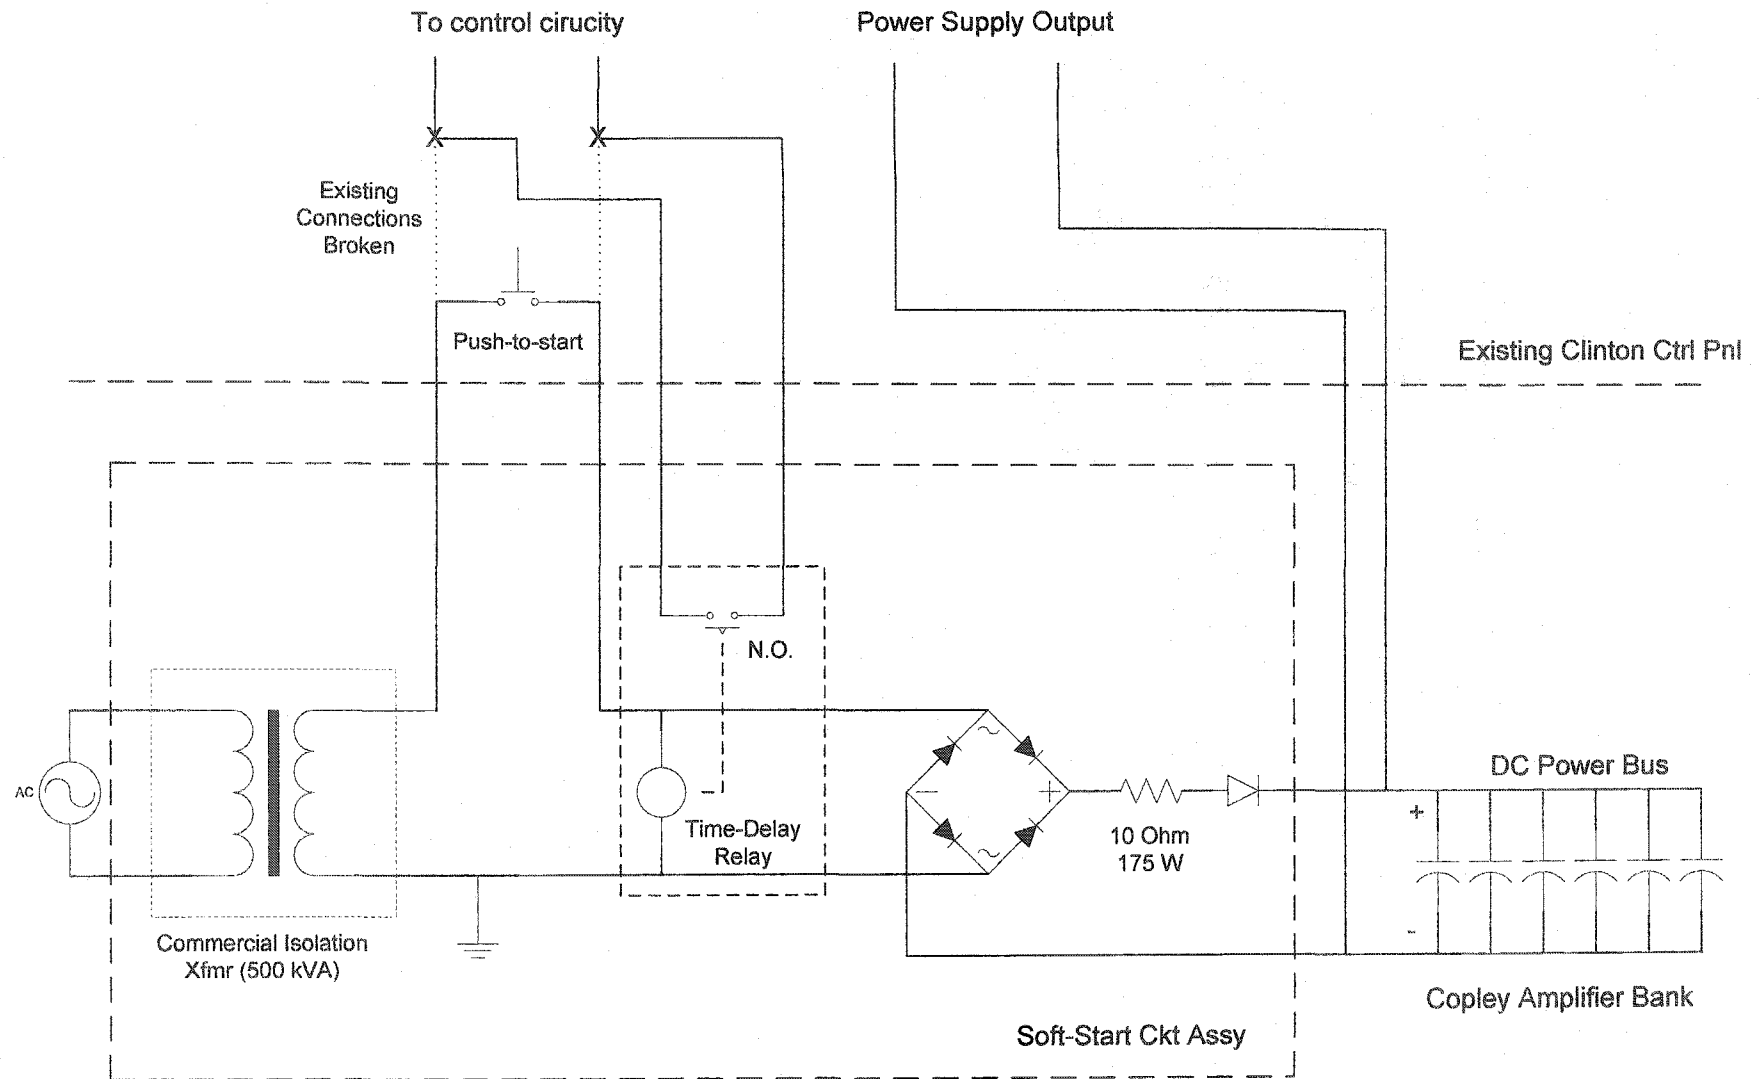 To control cirucity
Power Supply Output
X
X
Existing
Connections
Broken
Push-to-start
Existing Clinton Ctrl Pnl
N.O.
AC
Time-Delay
Relay
10 Ohm
175 W
DC Power Bus
+
-
Commercial Isolation
Xfmr (500 kVA)
Copley Amplifier Bank
Soft-Start Ckt Assy